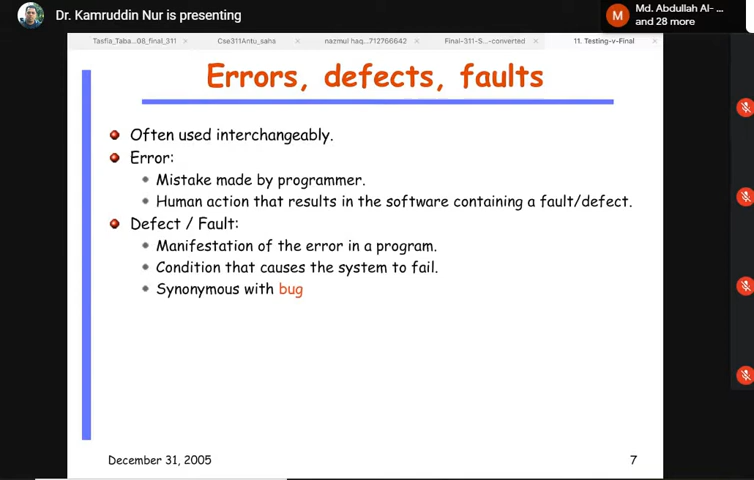 Dr. Kamruddin Nur is presenting
M
Md. Abdullah Al- ...
and 28 more
Tasfia_Taba...08_final_311
Cse311Antu_saha
nazmul haq...712766642
Final-311-S...-converted
11. Testing-v-Final
Errors, defects, faults
Often used interchangeably.
Error:
Mistake made by programmer.
Human action that results in the software containing a fault/defect.
Defect / Fault:
Manifestation of the error in a program.
Condition that causes the system to fail.
Synonymous with bug
December 31, 2005
7